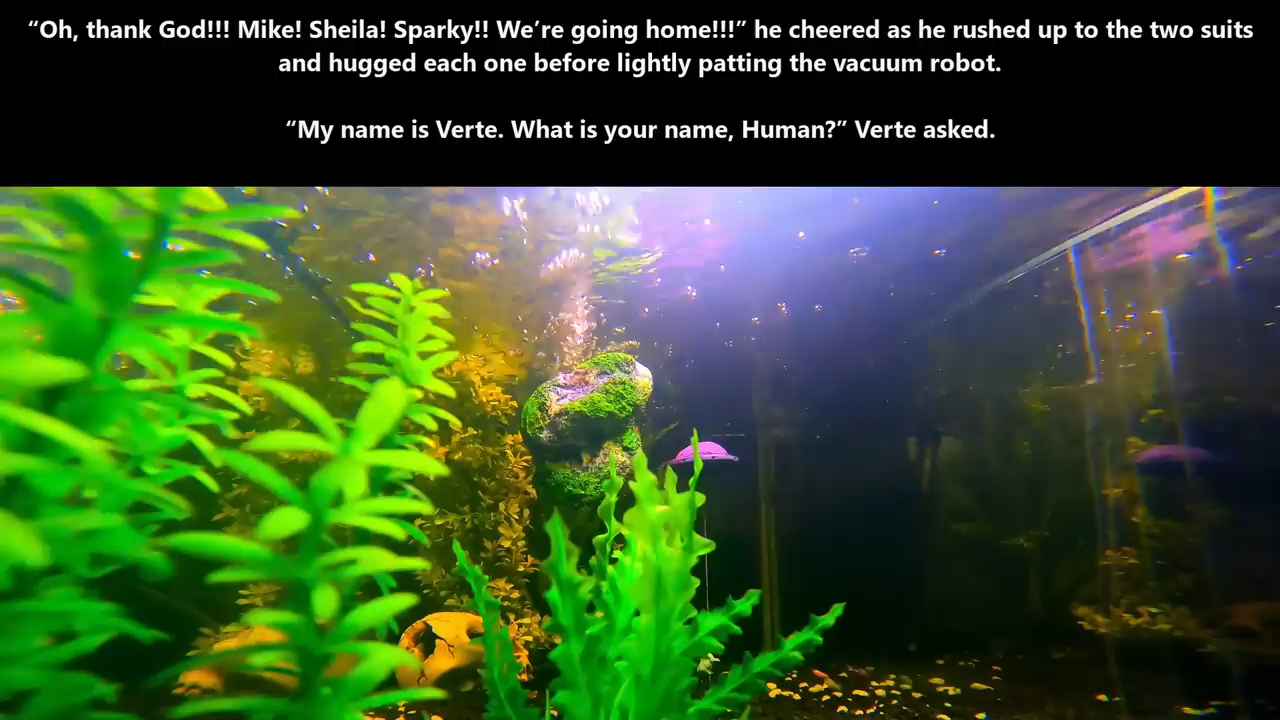 “Oh, thank God!!! Mike! Sheila! Sparky!! We’re going home!!!” he cheered as he rushed up to the two suits
and hugged each one before lightly patting the vacuum robot.
“My name is Verte. What is your name, Human?” Verte asked.